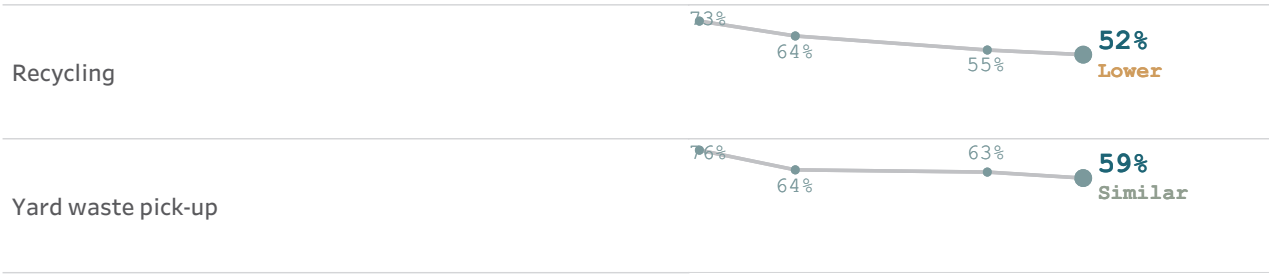 73%
52%
64%
55%
Lower
Recycling
76%
63%
59%
64%
Similar
Yard waste pick-up